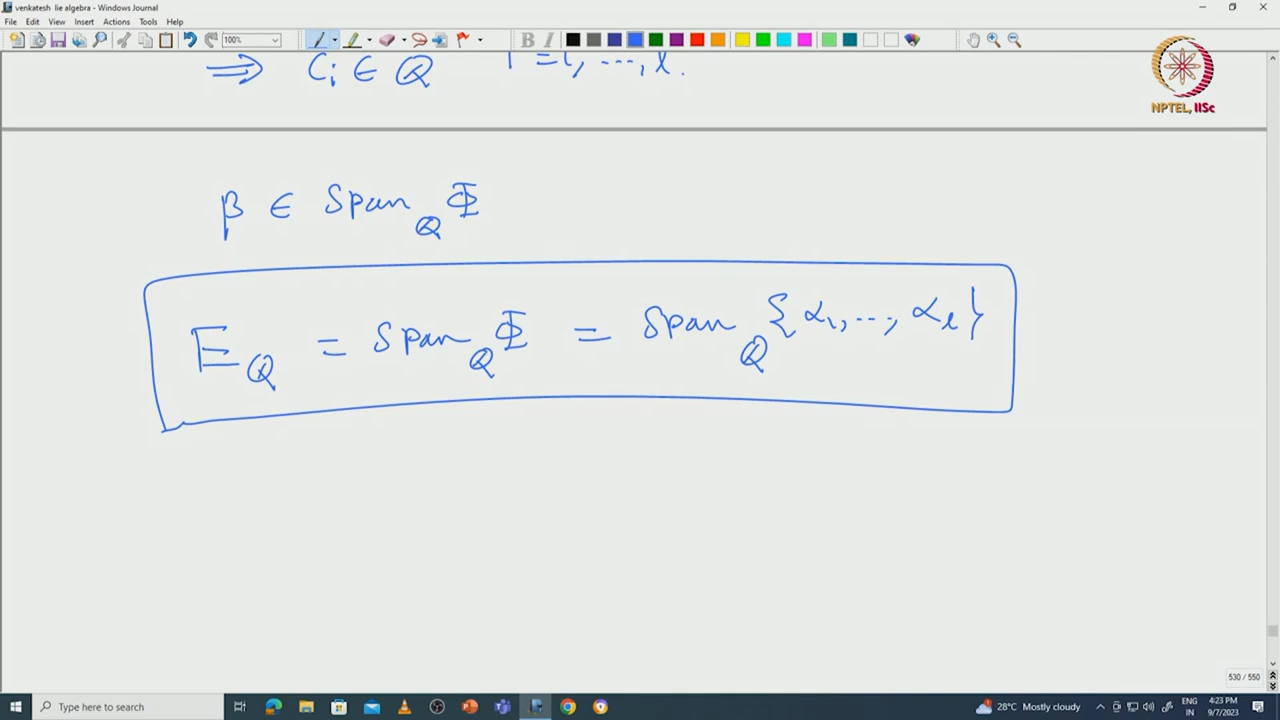 venkatesh lie algebra - Windows Journal
File Edit View Insert Actions Tools Help
100%
B I
⇒ Cᵢ ∈ ℚ i = 1, ..., l.
NPTEL, IISc
β ∈ Span_ℚ Φ
E_ℚ = Span_ℚ Φ = Span_ℚ {α₁, ..., α_l}
530 / 550
Type here to search
28°C Mostly cloudy
ENG
IN
4:23 PM
9/7/2023